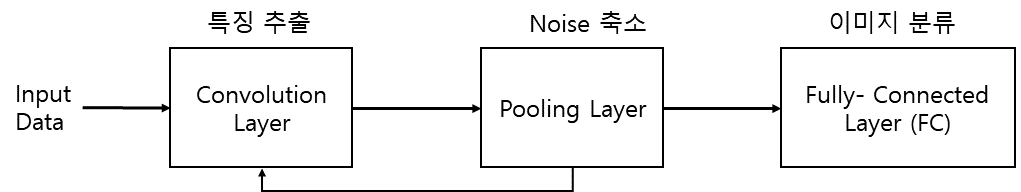 특징 추출
Noise 축소
이미지 분류
Input
Data
Convolution
Layer
Pooling Layer
Fully- Connected
Layer (FC)